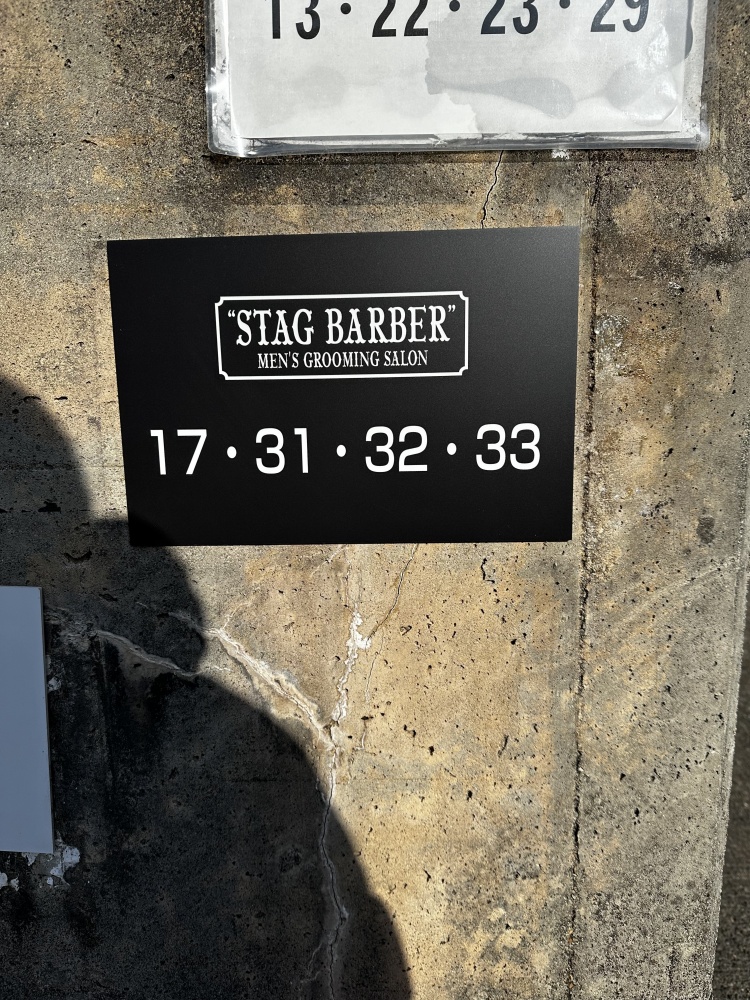 13・22・23・29
“STAG BARBER”
MEN'S GROOMING SALON
17・31・32・33